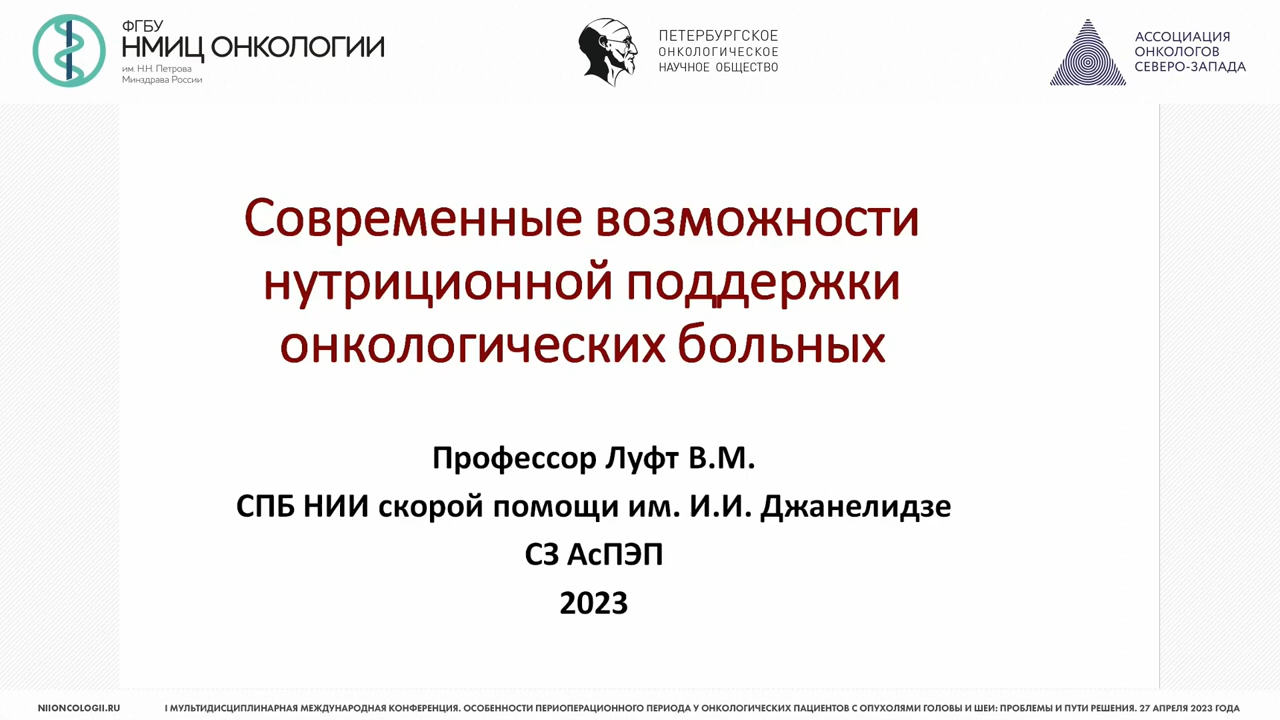 ФГБУ
НМИЦ ОНКОЛОГИИ
им. Н.Н. Петрова
Минздрава России
ПЕТЕРБУРГСКОЕ
ОНКОЛОГИЧЕСКОЕ
НАУЧНОЕ ОБЩЕСТВО
АССОЦИАЦИЯ
ОНКОЛОГОВ
СЕВЕРО-ЗАПАДА
Современные возможности
нутриционной поддержки
онкологических больных
Профессор Луфт В.М.
СПБ НИИ скорой помощи им. И.И. Джанелидзе
СЗ АсПЭП
2023
NIIONCOLOGII.RU
I МУЛЬТИДИСЦИПЛИНАРНАЯ МЕЖДУНАРОДНАЯ КОНФЕРЕНЦИЯ. ОСОБЕННОСТИ ПЕРИОПЕРАЦИОННОГО ПЕРИОДА У ОНКОЛОГИЧЕСКИХ ПАЦИЕНТОВ С ОПУХОЛЯМИ ГОЛОВЫ И ШЕИ: ПРОБЛЕМЫ И ПУТИ РЕШЕНИЯ. 27 АПРЕЛЯ 2023 ГОДА